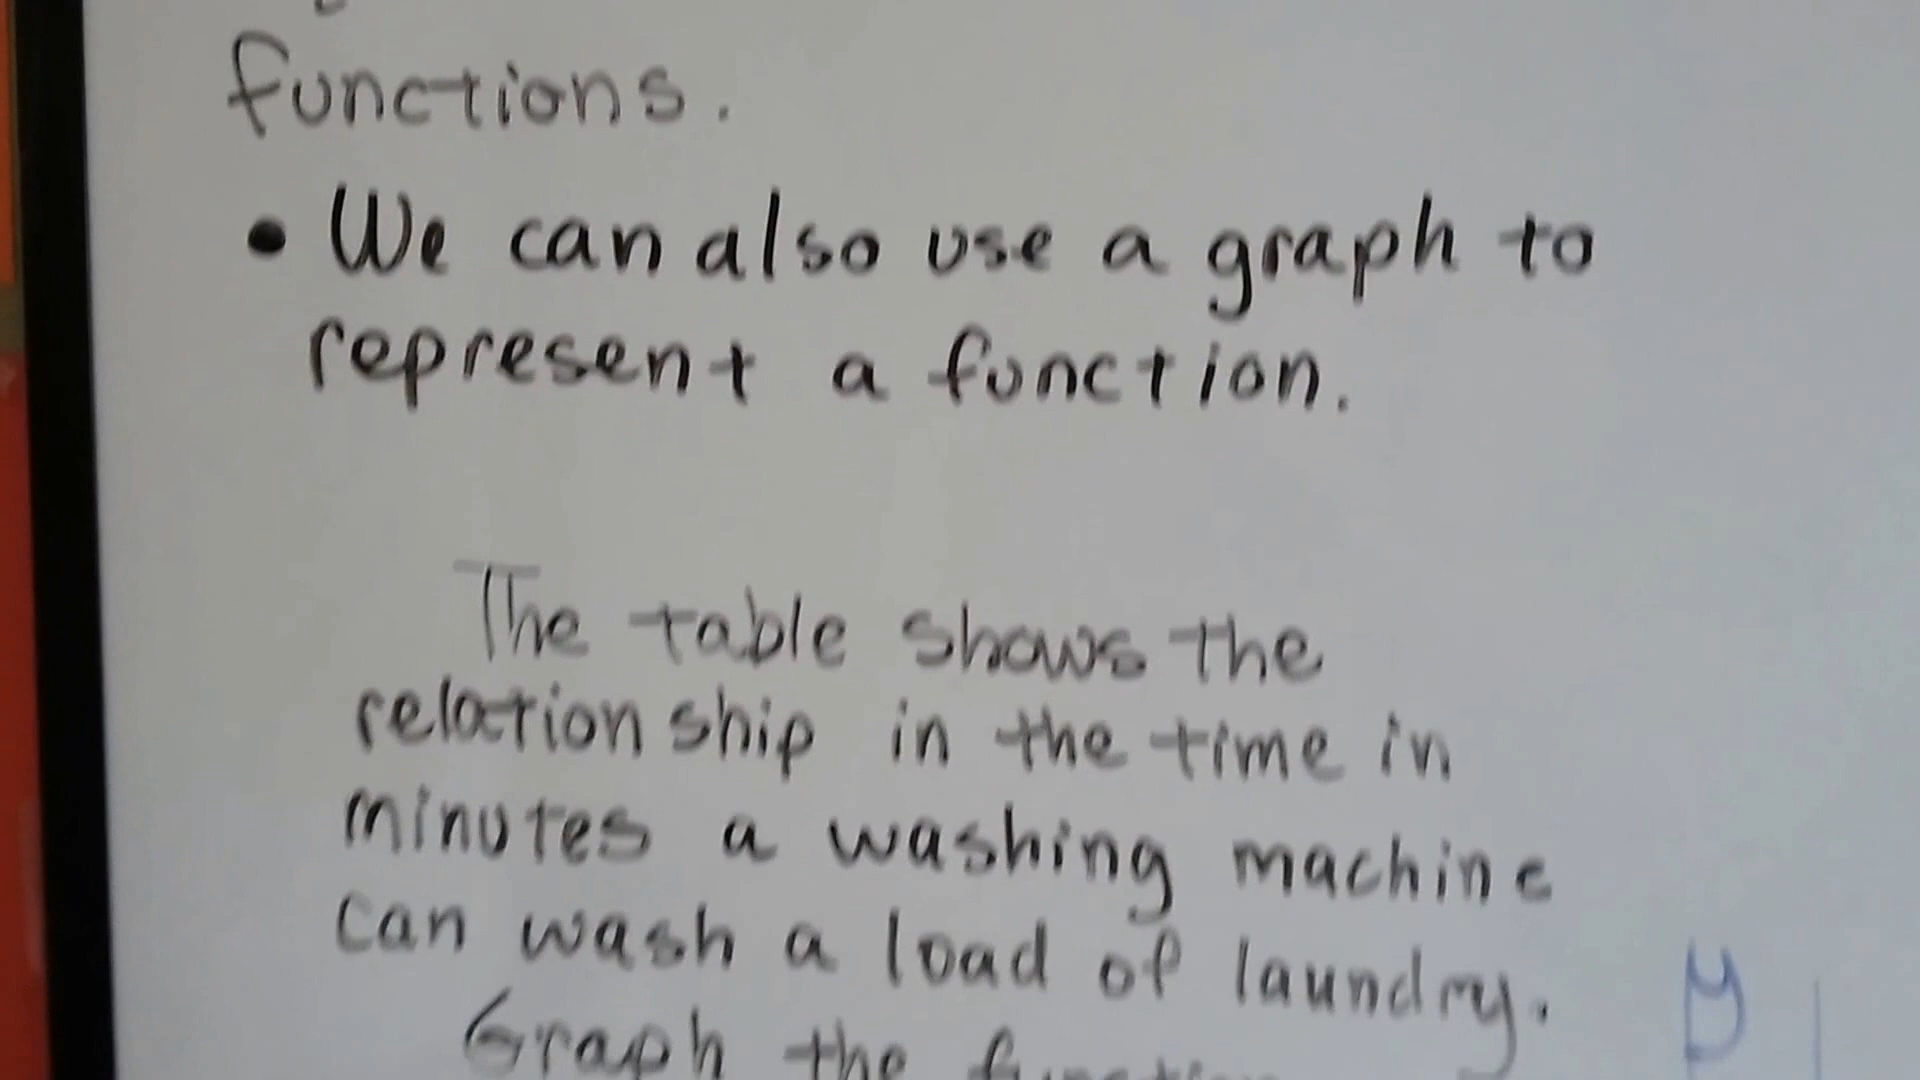 functions.
• We can also use a graph to
represent a function.
The table shows the
relationship in the time in
minutes a washing machine
can wash a load of laundry.
Graph the function